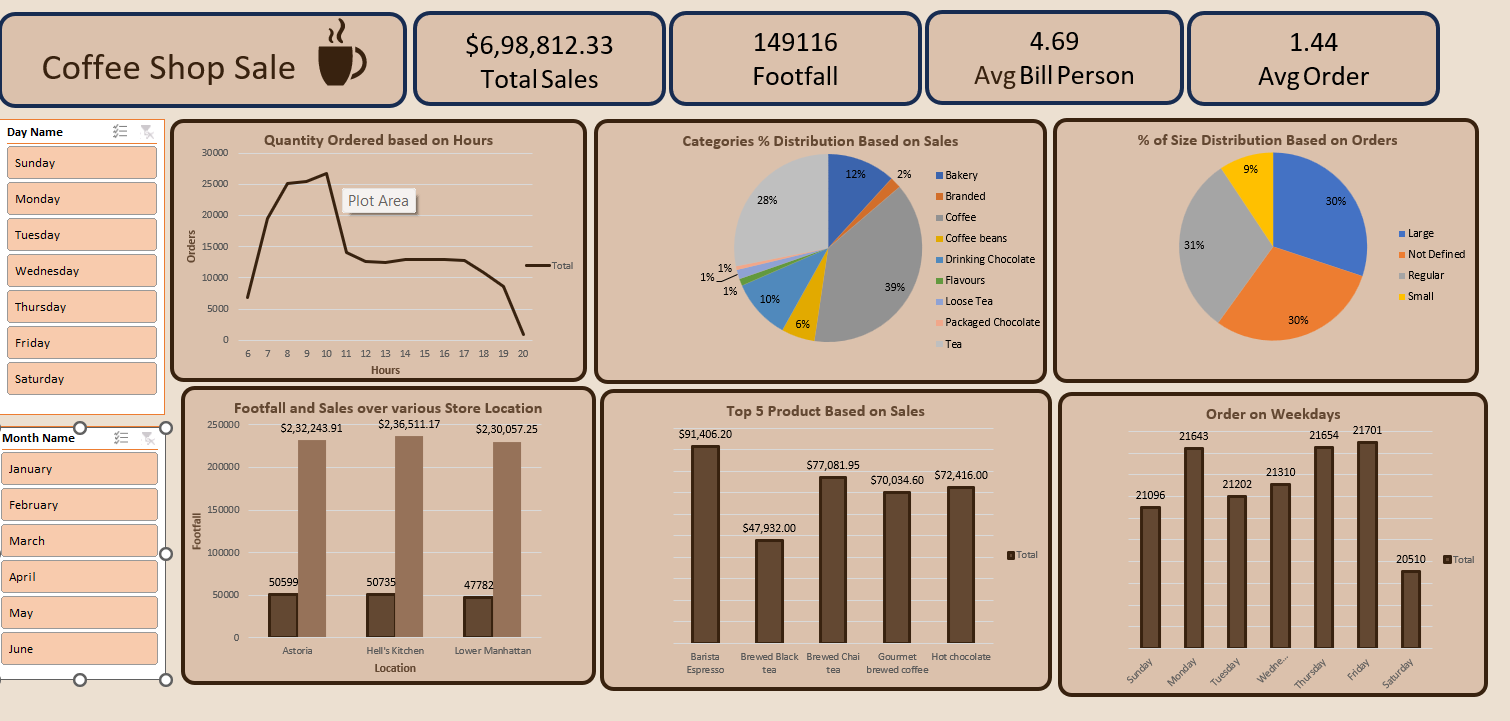 Coffee Shop Sale
$6,98,812.33
Total Sales
149116
Footfall
4.69
Avg Bill Person
1.44
Avg Order
Day Name
Sunday
Monday
Tuesday
Wednesday
Thursday
Friday
Saturday
Month Name
January
February
March
April
May
June
Quantity Ordered based on Hours
30000
25000
20000
15000
10000
5000
0
Orders
Plot Area
Total
6 7 8 9 10 11 12 13 14 15 16 17 18 19 20
Hours
Categories % Distribution Based on Sales
12%
2%
39%
6%
10%
1%
1%
1%
28%
Bakery
Branded
Coffee
Coffee beans
Drinking Chocolate
Flavours
Loose Tea
Packaged Chocolate
Tea
% of Size Distribution Based on Orders
9%
30%
31%
30%
Large
Not Defined
Regular
Small
Footfall and Sales over various Store Location
250000
200000
150000
100000
50000
0
Footfall
$2,32,243.91
$2,36,511.17
$2,30,057.25
50599
50735
47782
Astoria
Hell's Kitchen
Lower Manhattan
Location
Top 5 Product Based on Sales
$91,406.20
$47,932.00
$77,081.95
$70,034.60
$72,416.00
Barista
Espresso
Brewed Black
tea
Brewed Chai
tea
Gourmet
brewed coffee
Hot chocolate
Total
Order on Weekdays
21096
21643
21202
21310
21654
21701
20510
Sunday
Monday
Tuesday
Wedne...
Thursday
Friday
Saturday
Total